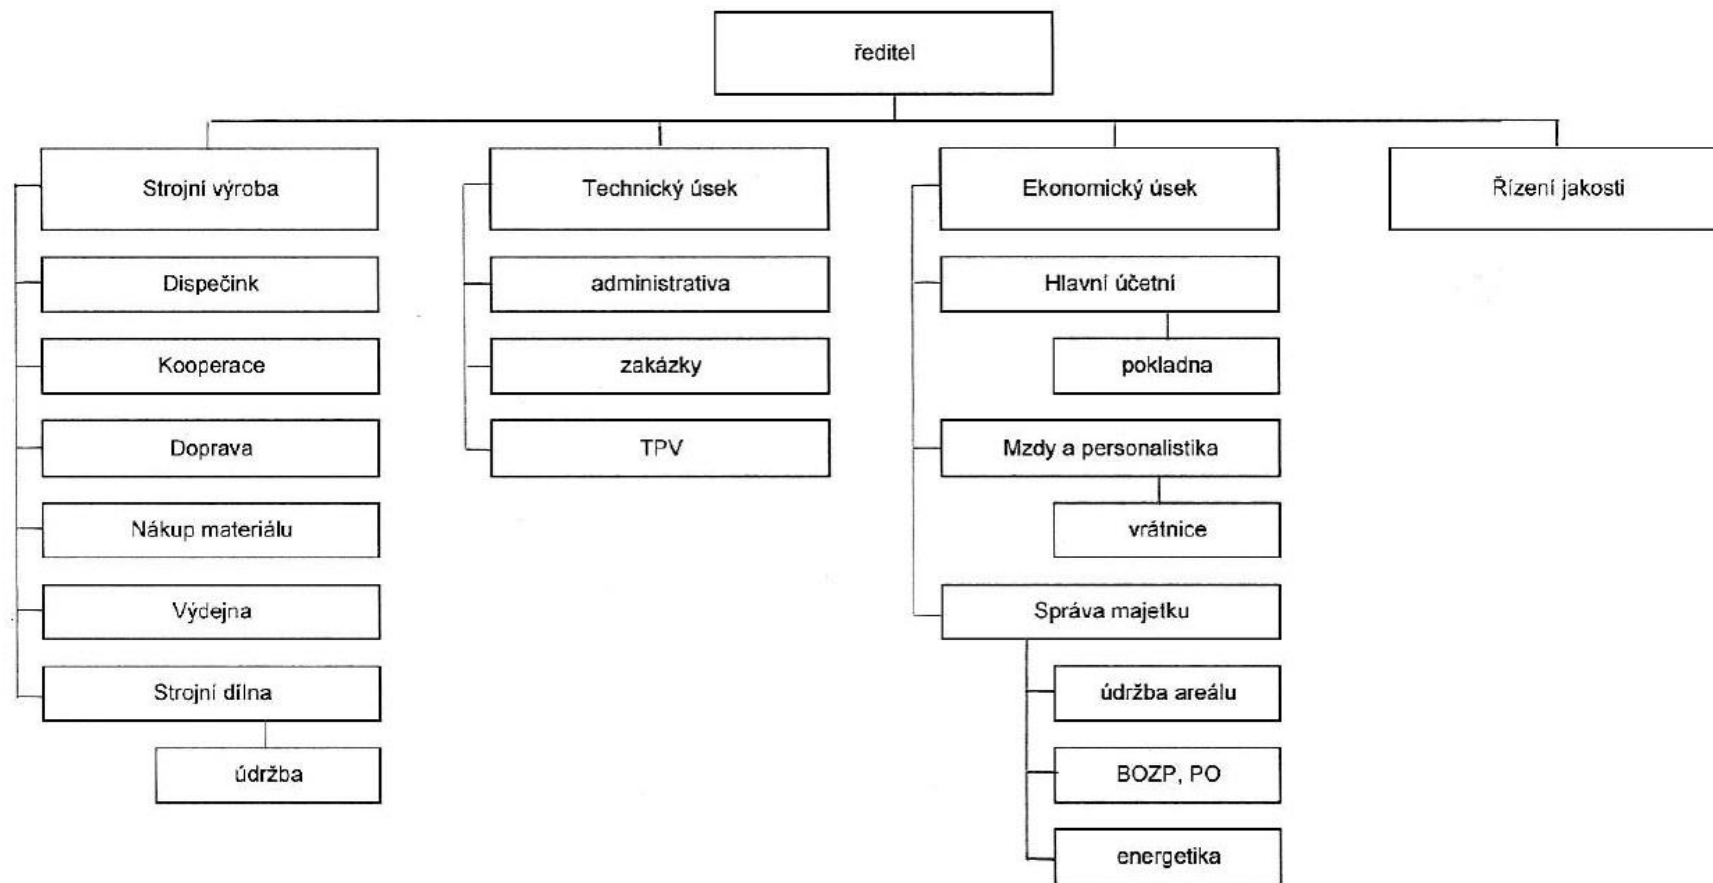 ředitel
Strojní výroba
Technický úsek
Ekonomický úsek
Řízení jakosti
Dispečink
administrativa
Hlavní účetní
Kooperace
zakázky
pokladna
Doprava
TPV
Mzdy a personalistika
Nákup materiálu
vrátnice
Výdejna
Správa majetku
Strojní dílna
údržba areálu
údržba
BOZP, PO
energetika